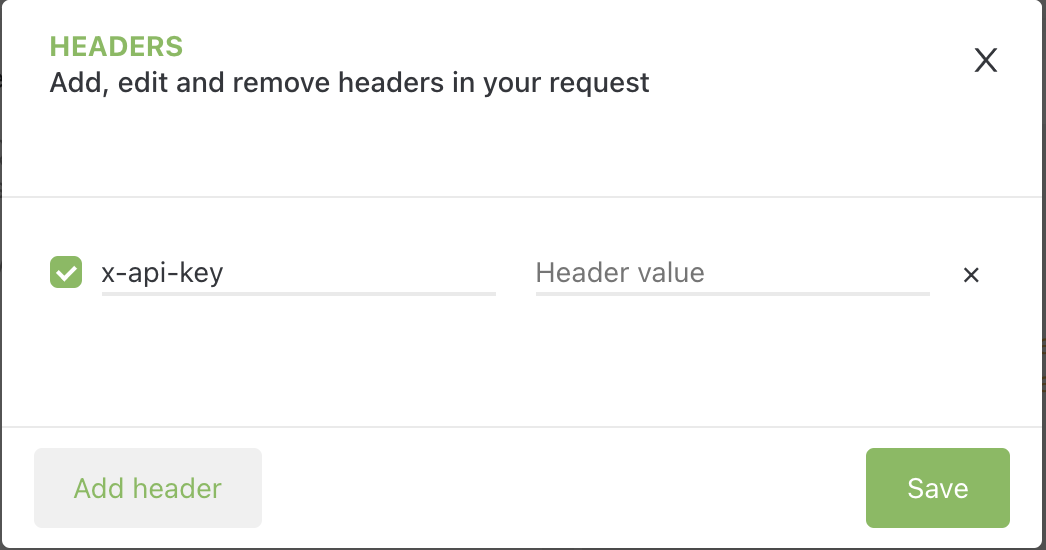 HEADERS
Add, edit and remove headers in your request
X
x-api-key Header value ×
Add header Save